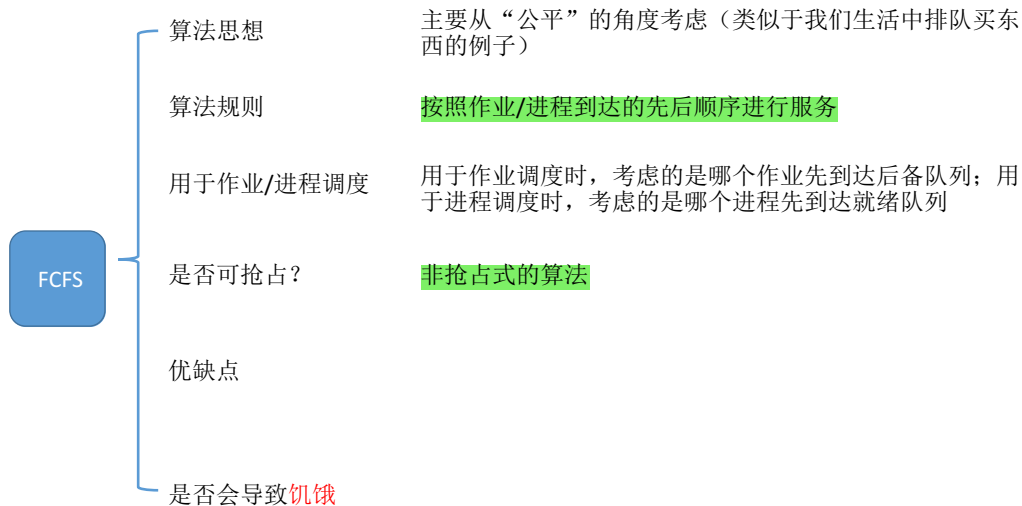 算法思想
主要从“公平”的角度考虑（类似于我们生活中排队买东
西的例子）
算法规则
按照作业/进程到达的先后顺序进行服务
用于作业/进程调度
用于作业调度时，考虑的是哪个作业先到达后备队列；用
于进程调度时，考虑的是哪个进程先到达就绪队列
FCFS
是否可抢占？
非抢占式的算法
优缺点
是否会导致饥饿